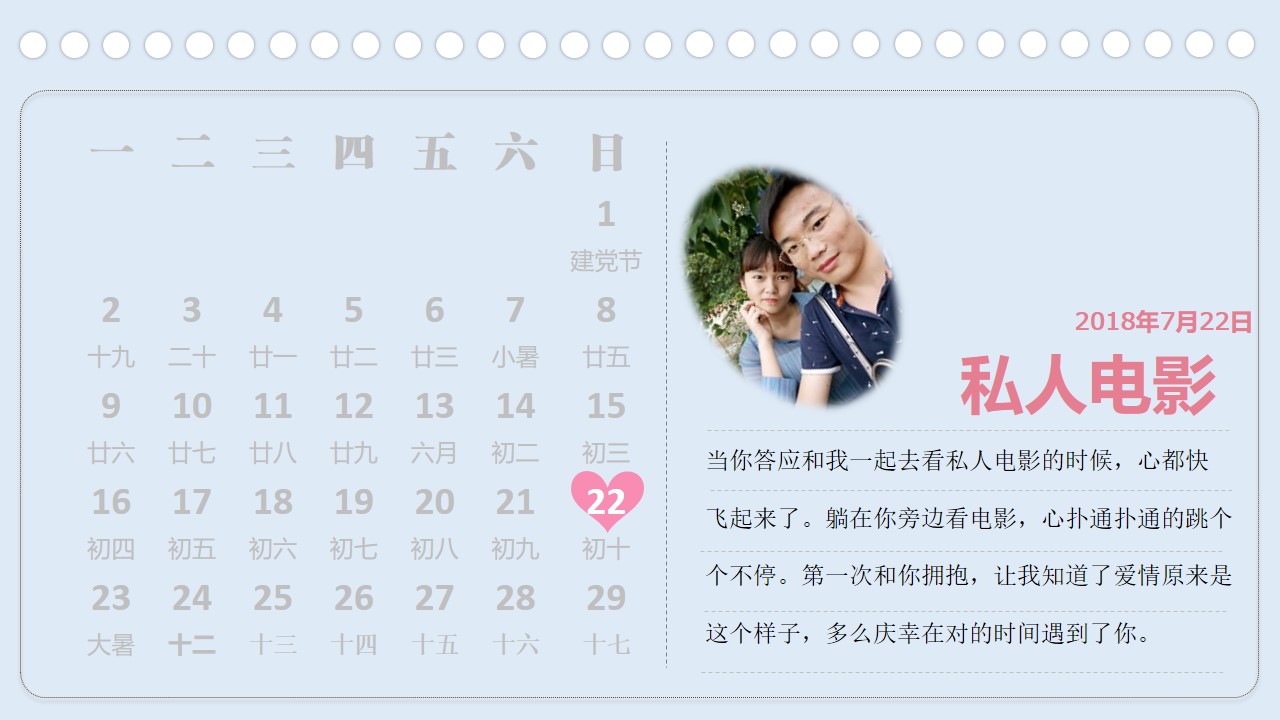 一 二 三 四 五 六 日
1
建党节
2 3 4 5 6 7 8
十九 二十 廿一 廿二 廿三 小暑 廿五
9 10 11 12 13 14 15
廿六 廿七 廿八 廿九 六月 初二 初三
16 17 18 19 20 21 22
初四 初五 初六 初七 初八 初九 初十
23 24 25 26 27 28 29
大暑 十二 十三 十四 十五 十六 十七
2018年7月22日
私人电影
当你答应和我一起去看私人电影的时候，心都快
飞起来了。躺在你旁边看电影，心扑通扑通的跳个
个不停。第一次和你拥抱，让我知道了爱情原来是
这个样子，多么庆幸在对的时间遇到了你。